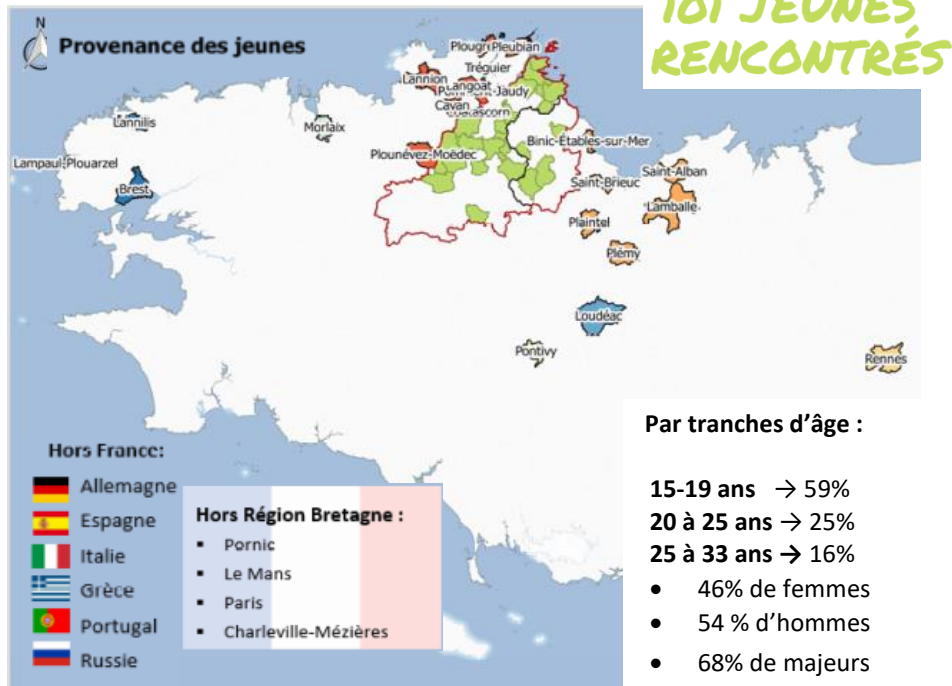 101 JEUNES
RENCONTRÉS
N
Provenance des jeunes
Pleubian
Tréguier
Lannion
Langoat
Cavan
Coatascorn
Lannilis
Morlaix
Plounévez-Moëdec
Binic-Étables-sur-Mer
Lampaul-Plouarzel
Brest
Saint-Brieuc
Saint-Alban
Lamballe
Plaintel
Plémy
Loudéac
Pontivy
Rennes
Hors France:
Allemagne
Espagne
Italie
Grèce
Portugal
Russie
Hors Région Bretagne :
▪ Pornic
▪ Le Mans
▪ Paris
▪ Charleville-Mézières
Par tranches d’âge :
15-19 ans → 59%
20 à 25 ans → 25%
25 à 33 ans → 16%
• 46% de femmes
• 54 % d’hommes
• 68% de majeurs